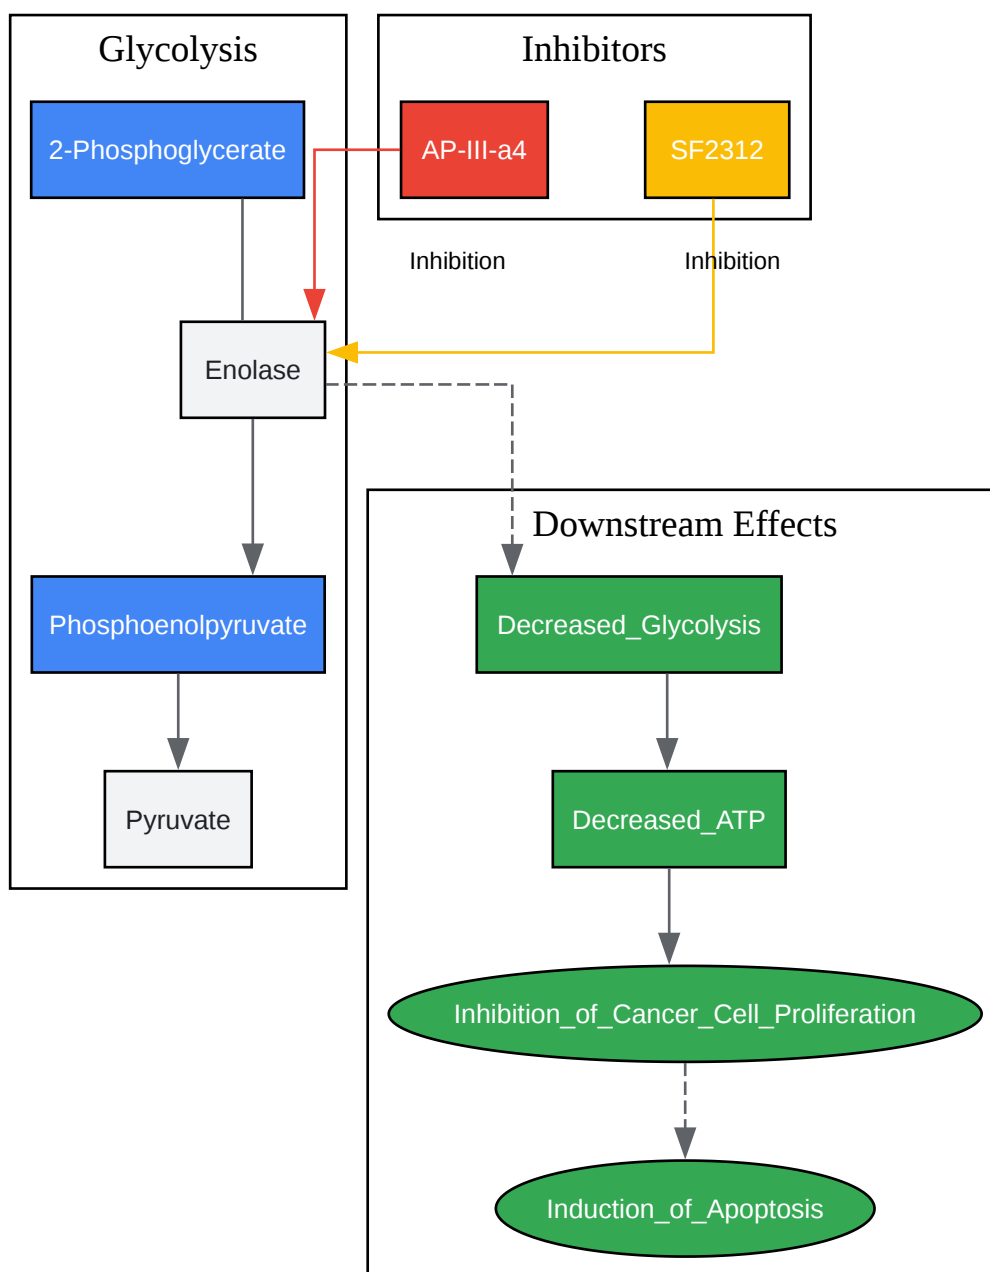 Glycolysis
Inhibitors
2-Phosphoglycerate
AP-III-a4
SF2312
Inhibition
Inhibition
Enolase
Downstream Effects
Phosphoenolpyruvate
Decreased_Glycolysis
Pyruvate
Decreased_ATP
Inhibition_of_Cancer_Cell_Proliferation
Induction_of_Apoptosis